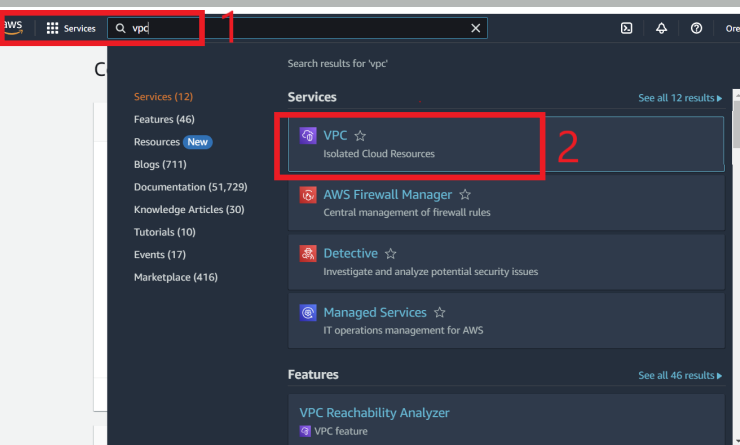 aws
Services
vpc
1
Ore
Search results for 'vpc'
Services (12)
Features (46)
Resources New
Blogs (711)
Documentation (51,729)
Knowledge Articles (30)
Tutorials (10)
Events (17)
Marketplace (416)
Services
See all 12 results
VPC
Isolated Cloud Resources
2
AWS Firewall Manager
Central management of firewall rules
Detective
Investigate and analyze potential security issues
Managed Services
IT operations management for AWS
Features
See all 46 results
VPC Reachability Analyzer
VPC feature